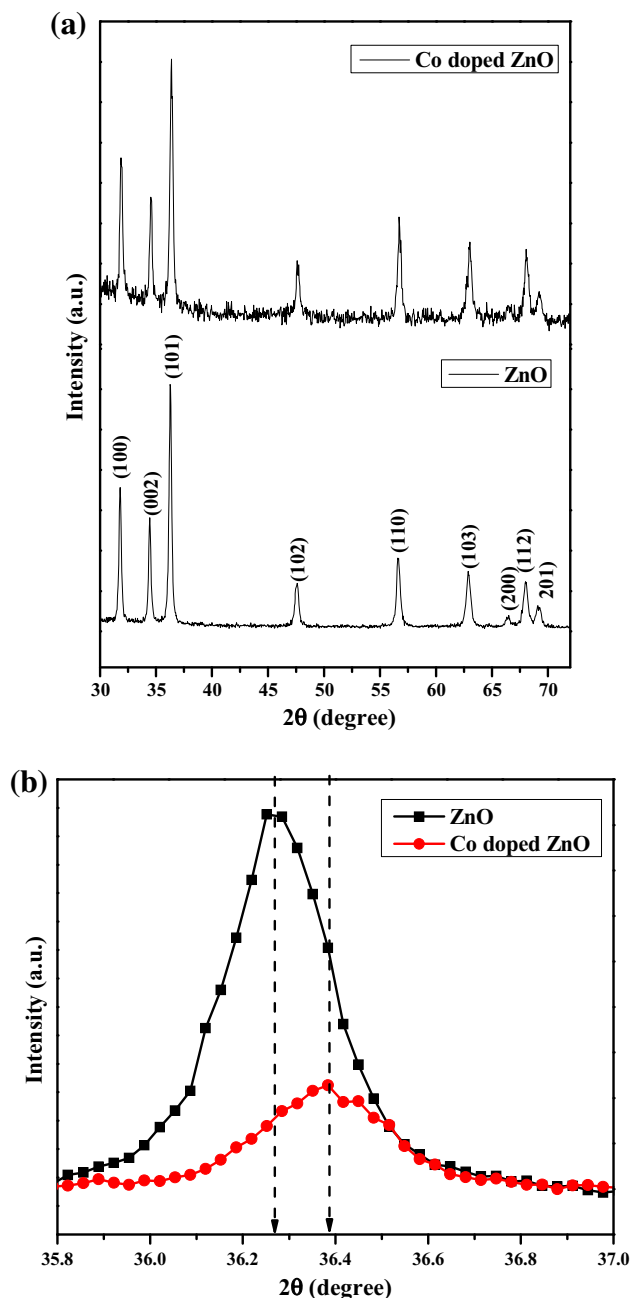 (a)
Co doped ZnO
ZnO
(100)
(002)
(101)
(102)
(110)
(103)
(200)
(112)
201)
Intensity (a.u.)
30 35 40 45 50 55 60 65 70
2θ (degree)
(b)
ZnO
Co doped ZnO
Intensity (a.u.)
35.8 36.0 36.2 36.4 36.6 36.8 37.0
2θ (degree)